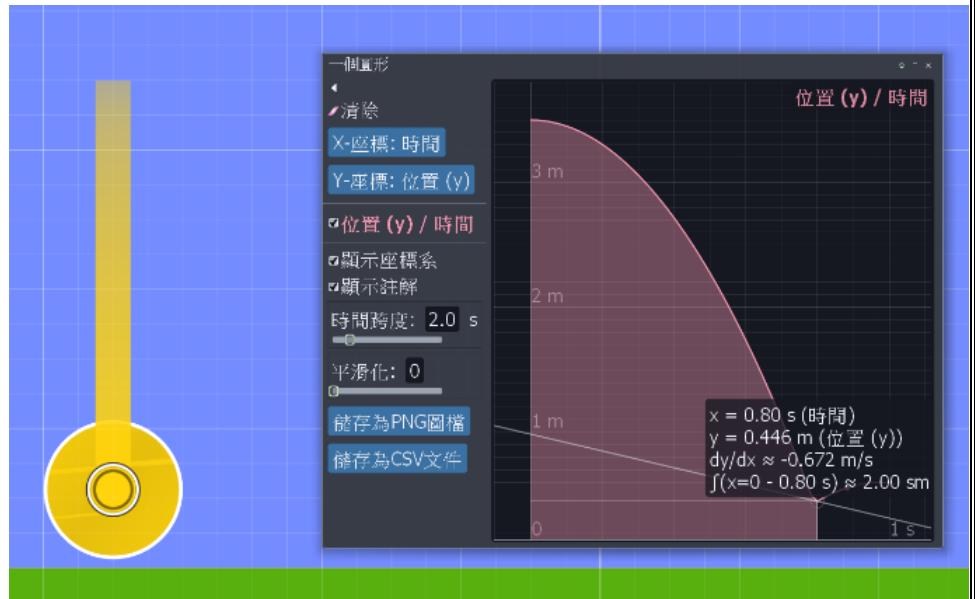 一個圓形
清除
X-座標: 時間
Y-座標: 位置 (y)
位置 (y) / 時間
顯示座標系
顯示註解
時間跨度: 2.0 s
平滑化: 0
儲存為PNG圖檔
儲存為CSV文件
位置 (y) / 時間
3 m
2 m
1 m
0
1 s
x = 0.80 s (時間)
y = 0.446 m (位置 (y))
dy/dx ≈ -0.672 m/s
∫(x=0 - 0.80 s) ≈ 2.00 sm